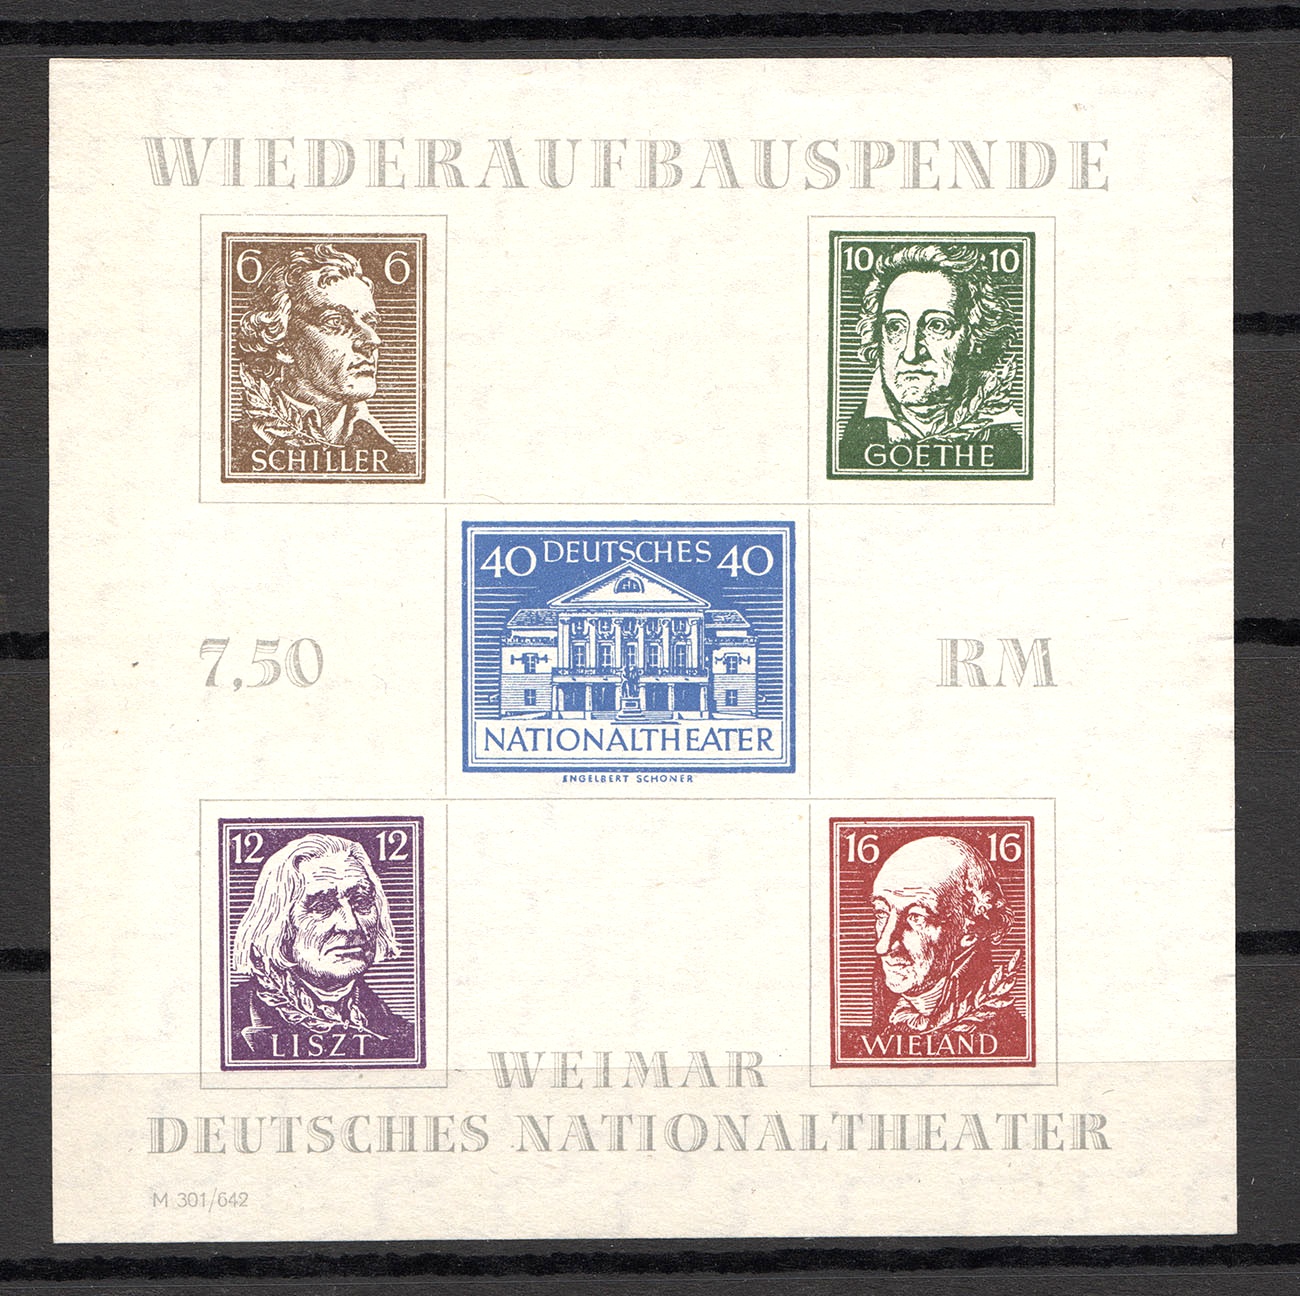 WIEDERAUFBAUSPENDE
6 6
SCHILLER
10 10
GOETHE
40 DEUTSCHES 40
NATIONALTHEATER
ENGELBERT SCHONER
7,50 RM
12 12
LISZT
16 16
WIELAND
WEIMAR
DEUTSCHES NATIONALTHEATER
M 301/642